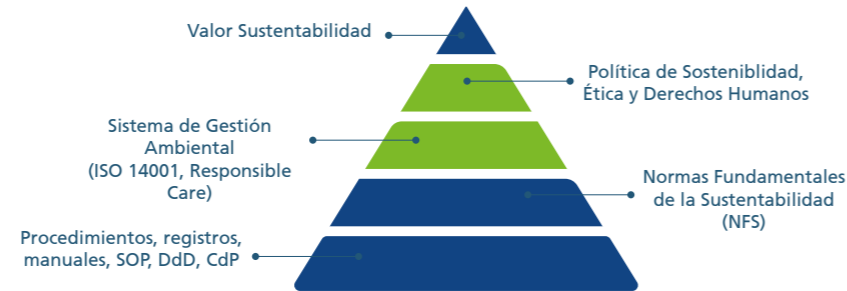 Valor Sustentabilidad
Política de Sosteniblidad,
Ética y Derechos Humanos
Sistema de Gestión
Ambiental
(ISO 14001, Responsible
Care)
Normas Fundamentales
de la Sustentabilidad
(NFS)
Procedimientos, registros,
manuales, SOP, DdD, CdP